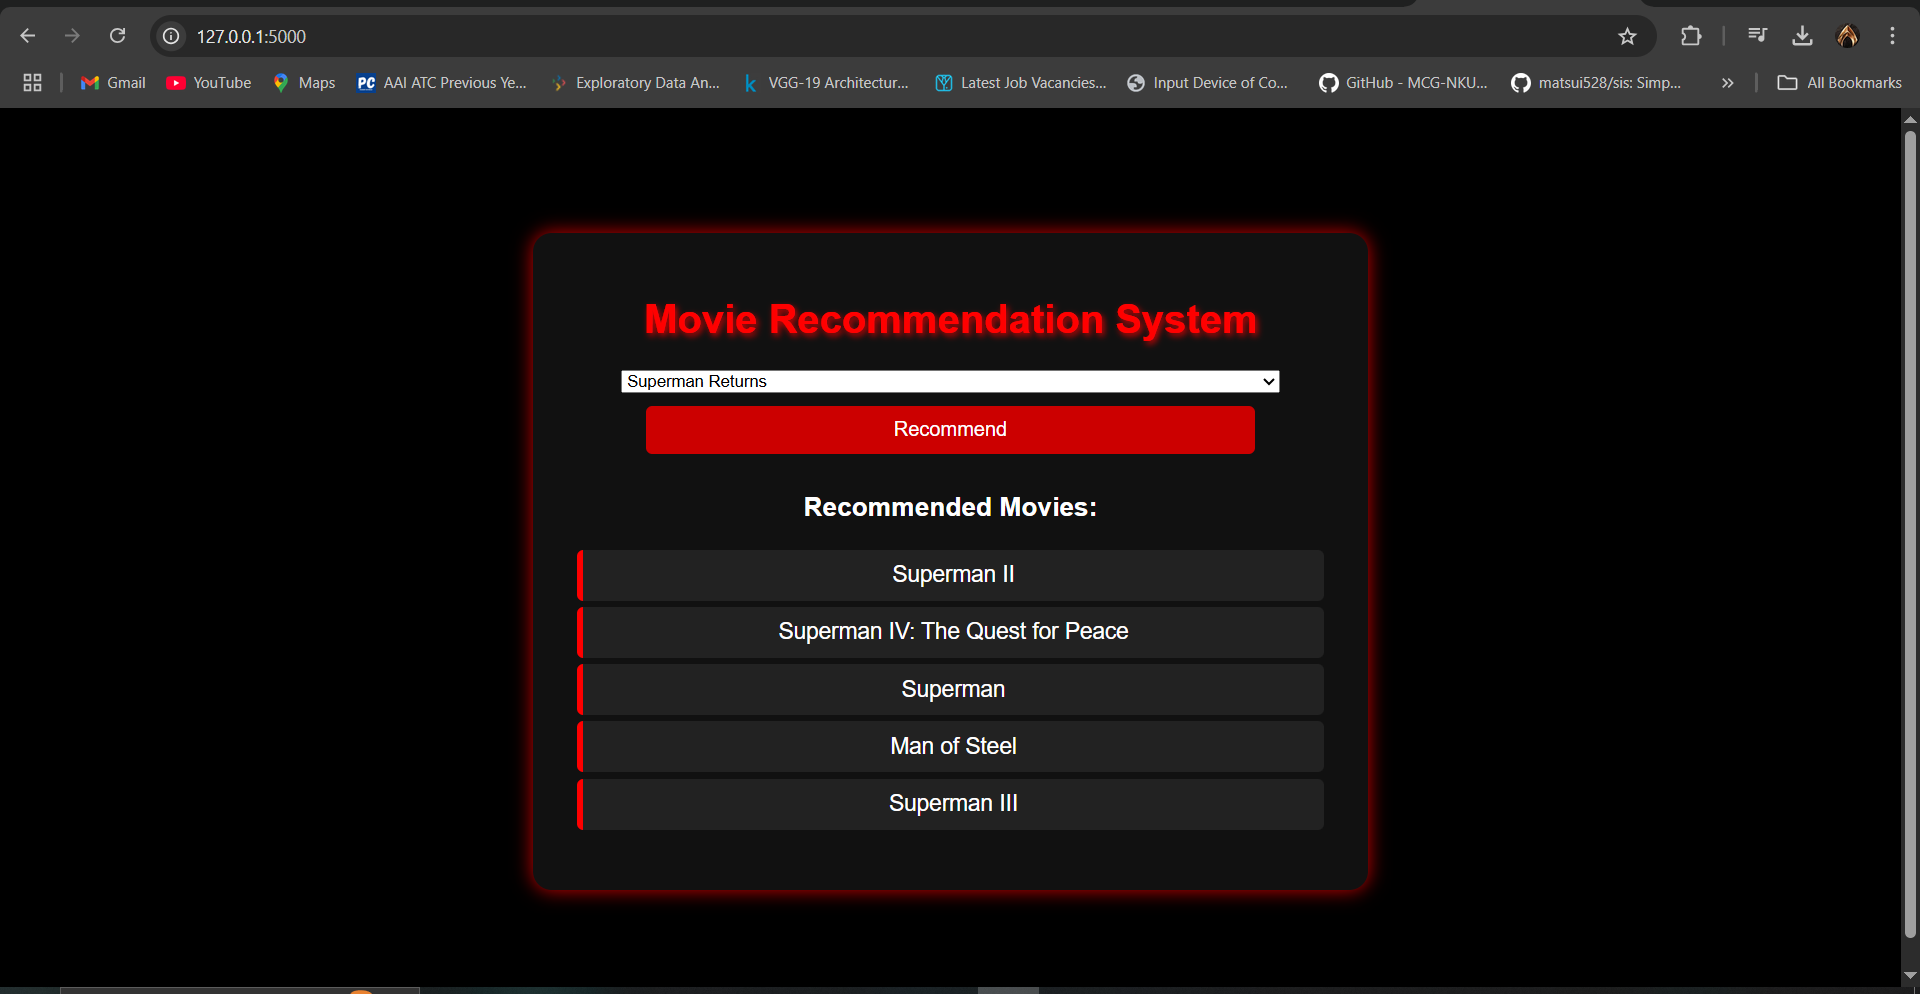 127.0.0.1:5000
Gmail
YouTube
Maps
PC
AAI ATC Previous Ye...
Exploratory Data An...
k
VGG-19 Architectur...
Latest Job Vacancies...
Input Device of Co...
GitHub - MCG-NKU...
matsui528/sis: Simp...
All Bookmarks
Movie Recommendation System
Superman Returns
Recommend
Recommended Movies:
Superman II
Superman IV: The Quest for Peace
Superman
Man of Steel
Superman III